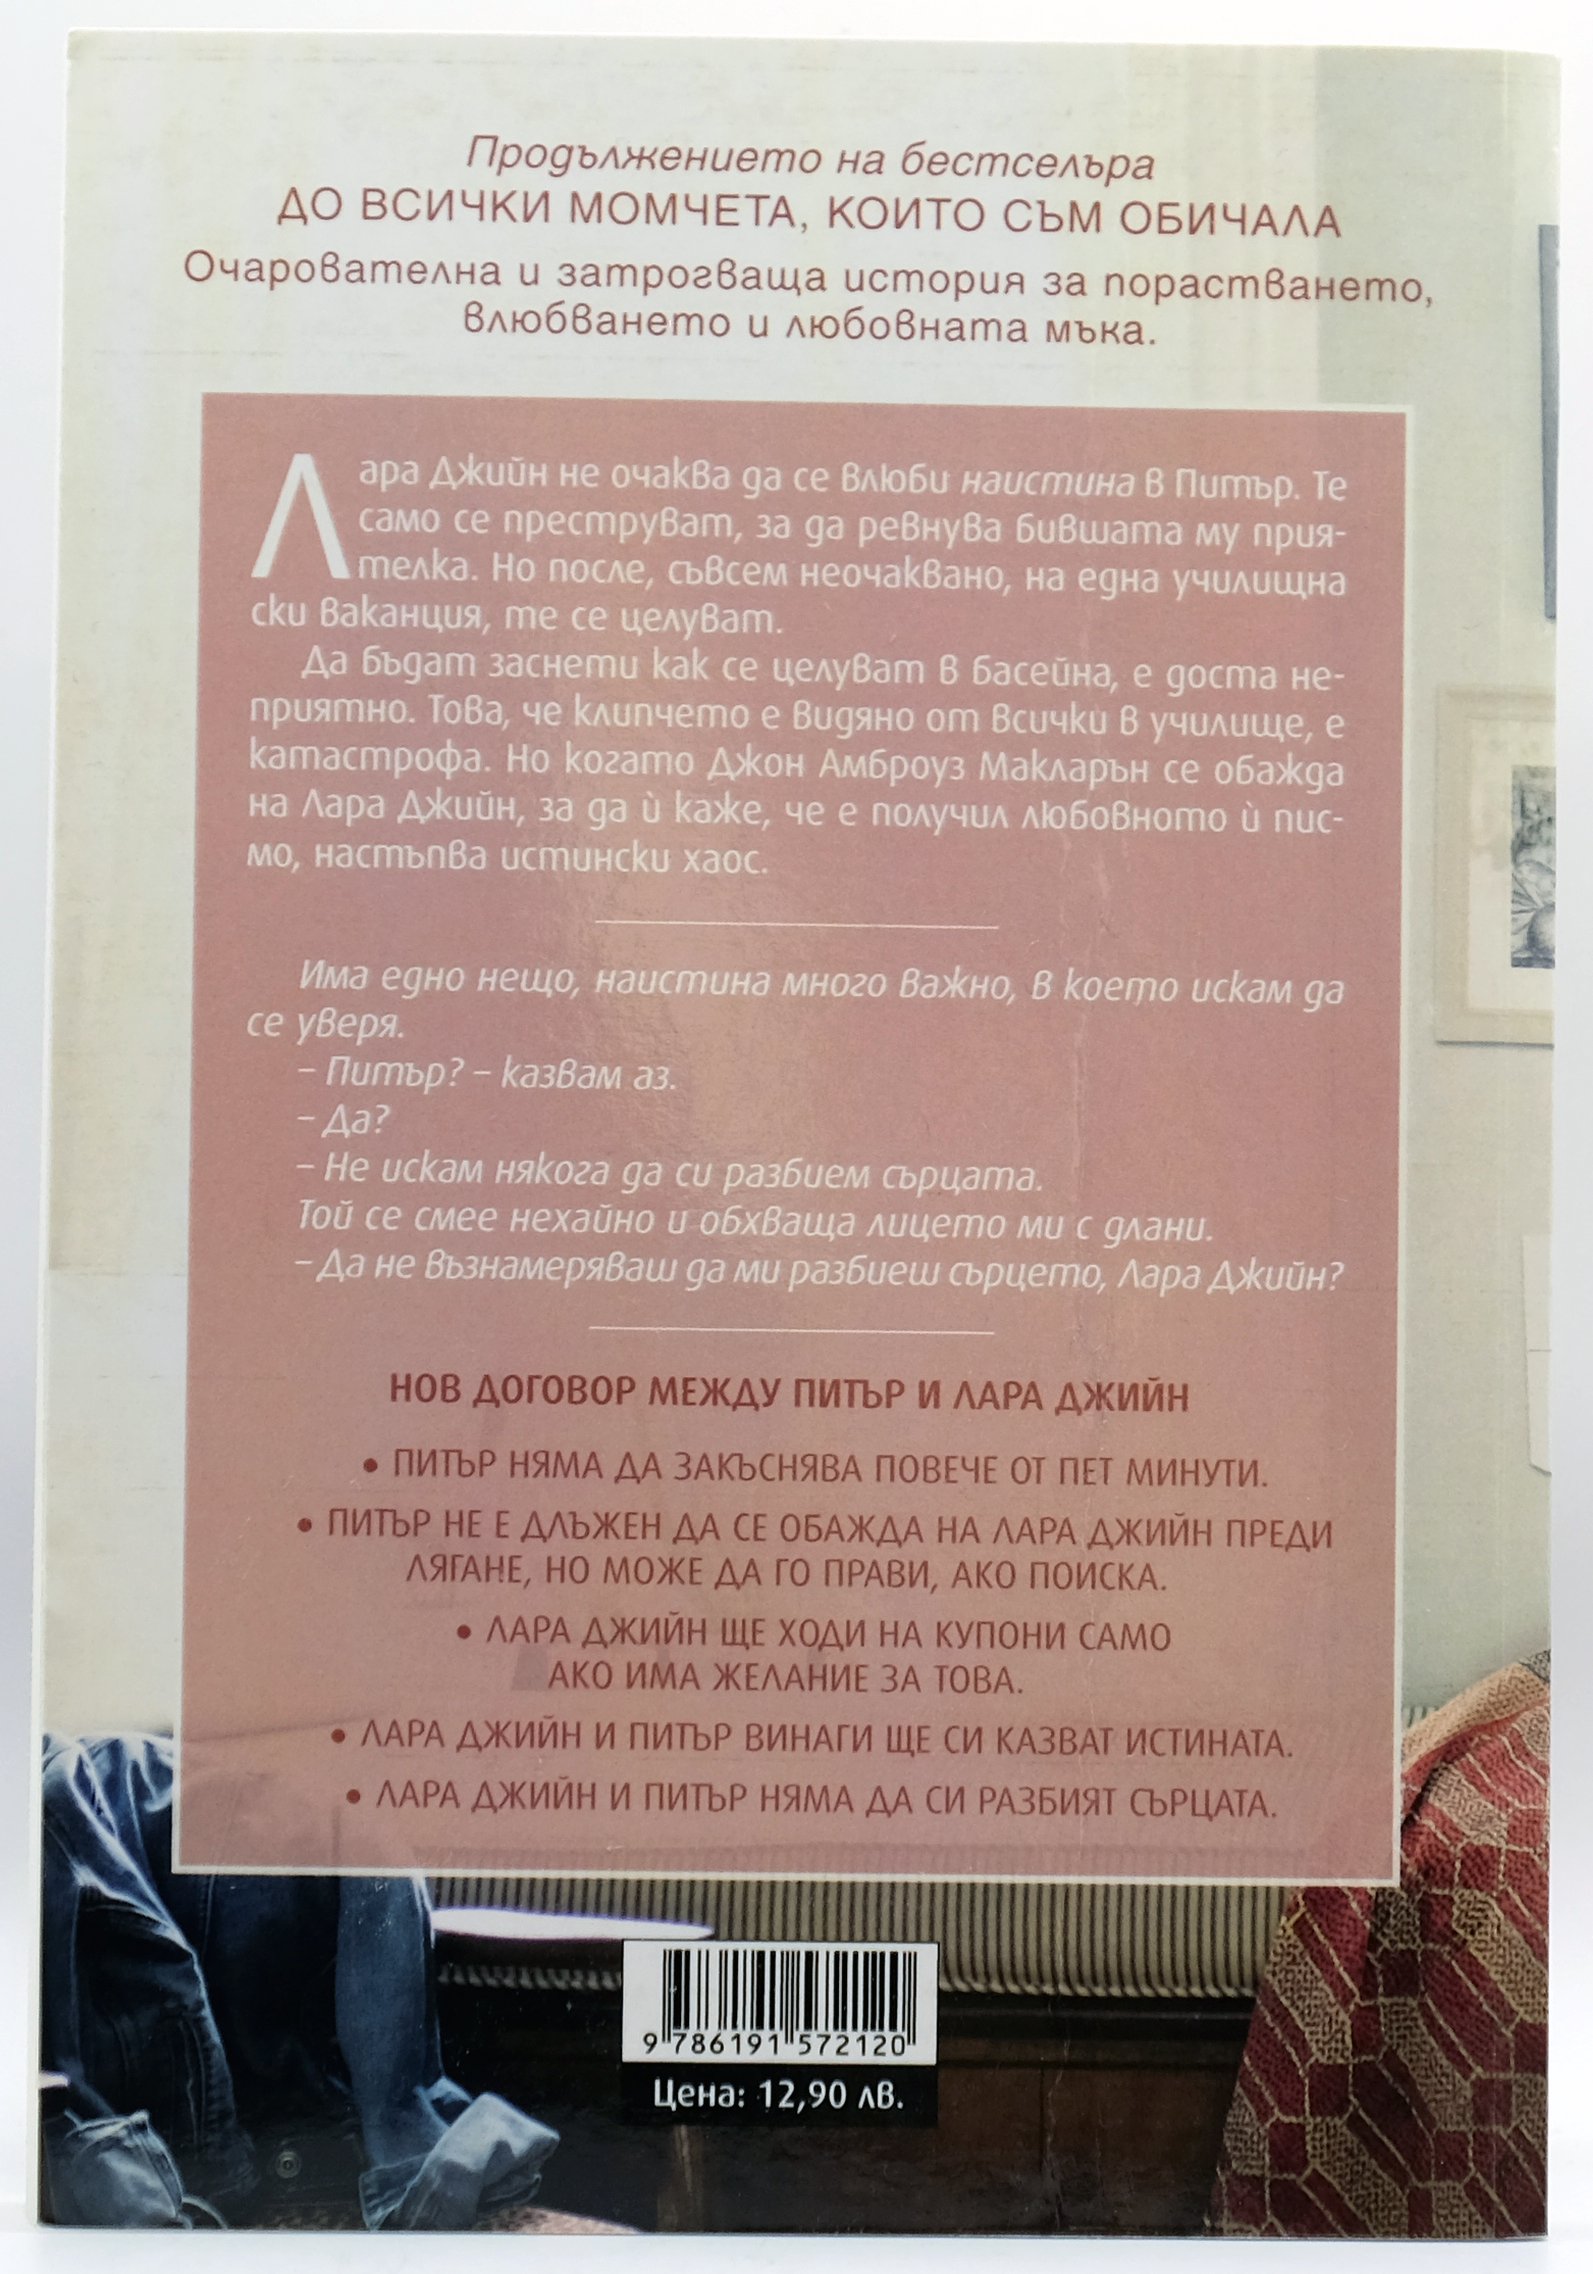 Продължението на бестселъра
ДО ВСИЧКИ МОМЧЕТА, КОИТО СЪМ ОБИЧАЛА
Очарователна и затрогваща история за порастването,
влюбването и любовната мъка.
Лара Джийн не очаква да се влюби наистина в Питър. Те
само се преструват, за да ревнува бившата му прия-
телка. Но после, съвсем неочаквано, на една училищна
ски ваканция, те се целуват.
Да бъдат заснети как се целуват в басейна, е доста не-
приятно. Това, че клипчето е видяно от всички в училище, е
катастрофа. Но когато Джон Амброуз Макларън се обажда
на Лара Джийн, за да ѝ каже, че е получил любовното ѝ пис-
мо, настъпва истински хаос.
Има едно нещо, наистина много важно, в което искам да
се уверя.
– Питър? – казвам аз.
– Да?
– Не искам някога да си разбием сърцата.
Той се смее нехайно и обхваща лицето ми с длани.
– Да не възнамеряваш да ми разбиеш сърцето, Лара Джийн?
НОВ ДОГОВОР МЕЖДУ ПИТЪР И ЛАРА ДЖИЙН
• ПИТЪР НЯМА ДА ЗАКЪСНЯВА ПОВЕЧЕ ОТ ПЕТ МИНУТИ.
• ПИТЪР НЕ Е ДЛЪЖЕН ДА СЕ ОБАЖДА НА ЛАРА ДЖИЙН ПРЕДИ
ЛЯГАНЕ, НО МОЖЕ ДА ГО ПРАВИ, АКО ПОИСКА.
• ЛАРА ДЖИЙН ЩЕ ХОДИ НА КУПОНИ САМО
АКО ИМА ЖЕЛАНИЕ ЗА ТОВА.
• ЛАРА ДЖИЙН И ПИТЪР ВИНАГИ ЩЕ СИ КАЗВАТ ИСТИНАТА.
• ЛАРА ДЖИЙН И ПИТЪР НЯМА ДА СИ РАЗБИЯТ СЪРЦАТА.
9 786191 572120
Цена: 12,90 лв.